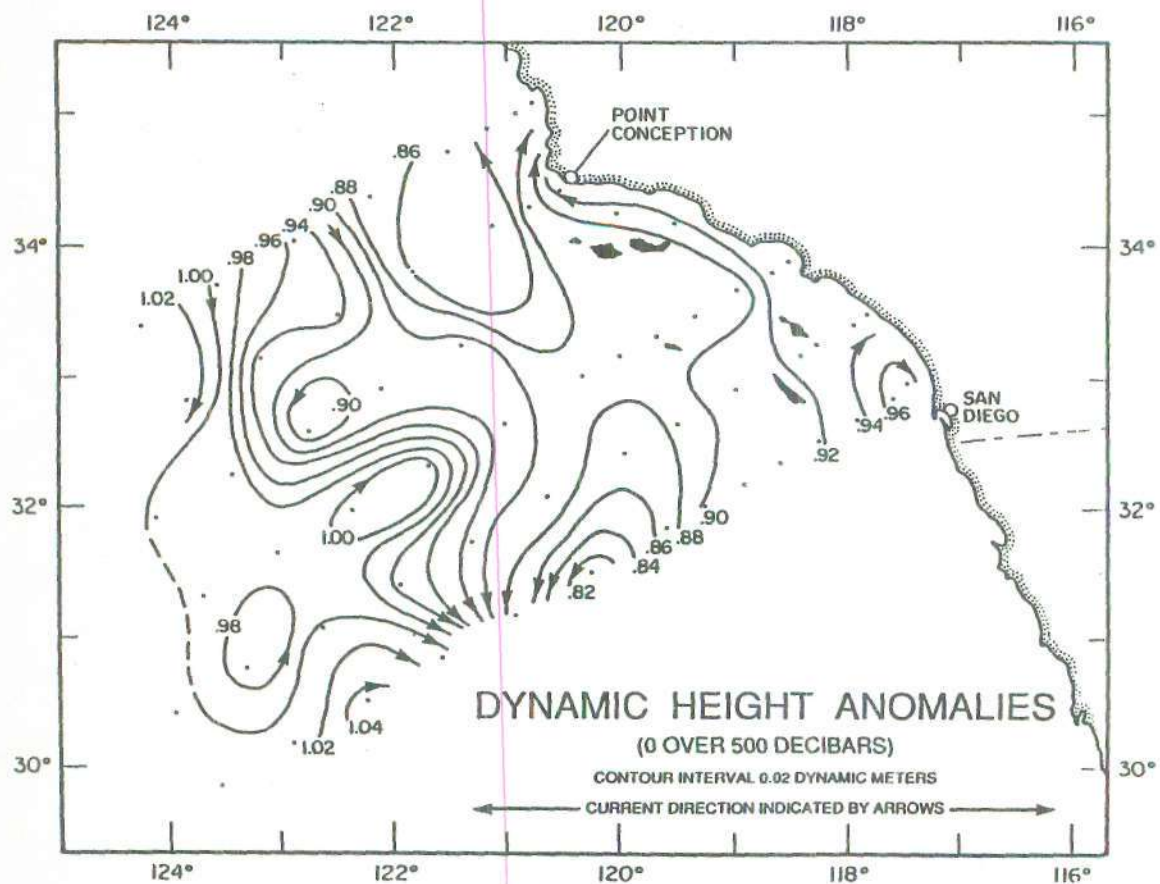 124° 122° 120° 118° 116°
POINT
CONCEPTION
.86
.88
.90
.94
.96
.98
1.00
1.02
34° 34°
.90
SAN
DIEGO
.96
.94
.92
32° 32°
1.00
.90
.88
.86
.84
.82
.98
1.04
1.02
DYNAMIC HEIGHT ANOMALIES
(0 OVER 500 DECIBARS)
CONTOUR INTERVAL 0.02 DYNAMIC METERS
CURRENT DIRECTION INDICATED BY ARROWS
30° 30°
124° 122° 120° 118° 116°